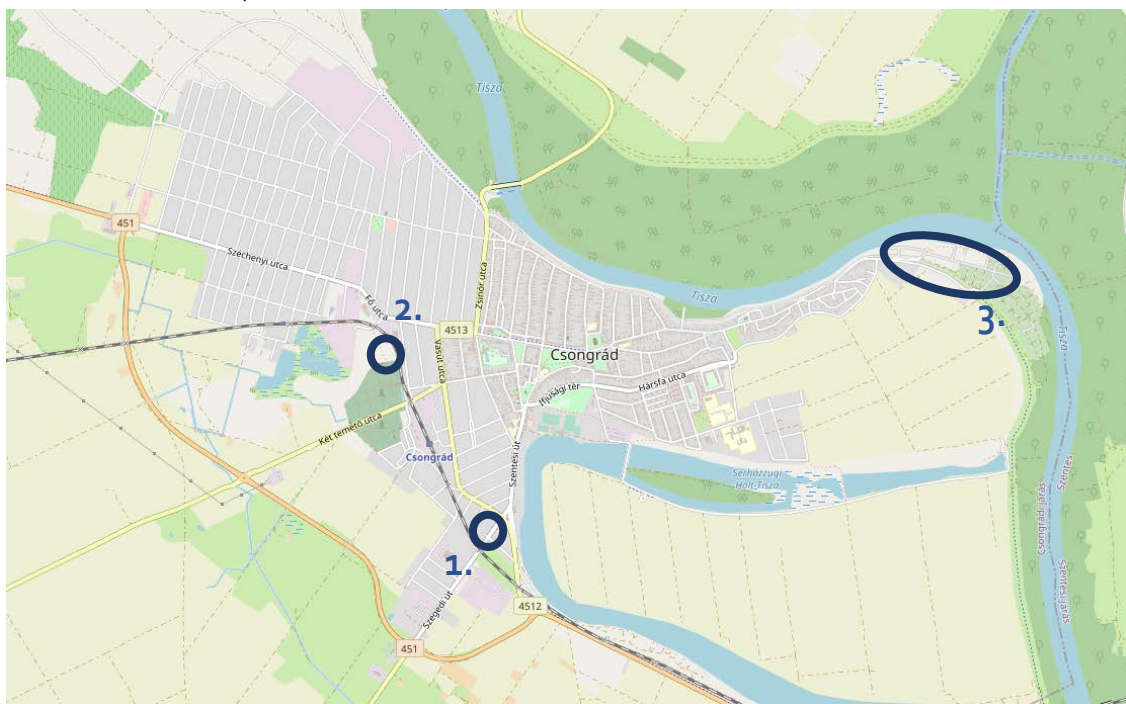 Tisza
451
Széchenyi utca
Fő utca
2.
Zsinór utca
4513
Vasút utca
Csongrád
Ifjúsági tér
Hársfa utca
Tisza
3.
Tisza
Két temető utca
Csongrád
Szentesi út
Serházzugi
Holt-Tisza
Csongrádi járás
Szentes
Szentesi járás
1.
Szegedi út
4512
451